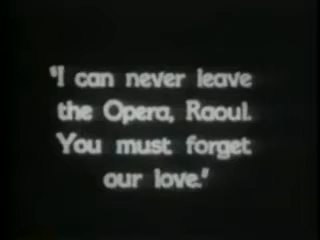 "I can never leave
the Opera, Raoul.
You must forget
our love."